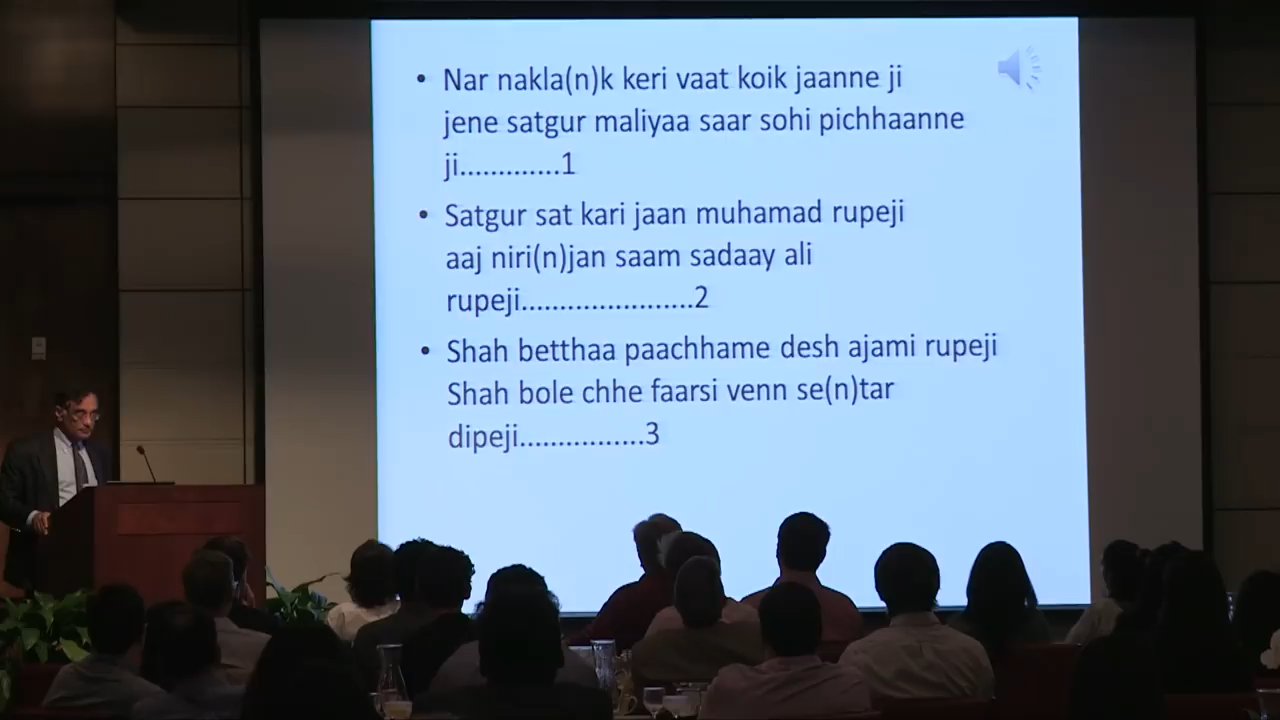 • Nar nakla(n)k keri vaat koik jaanne ji
jene satgur maliyaa saar sohi pichhaanne
ji.............1
• Satgur sat kari jaan muhamad rupeji
aaj niri(n)jan saam sadaay ali
rupeji......................2
• Shah betthaa paachhame desh ajami rupeji
Shah bole chhe faarsi venn se(n)tar
dipeji................3